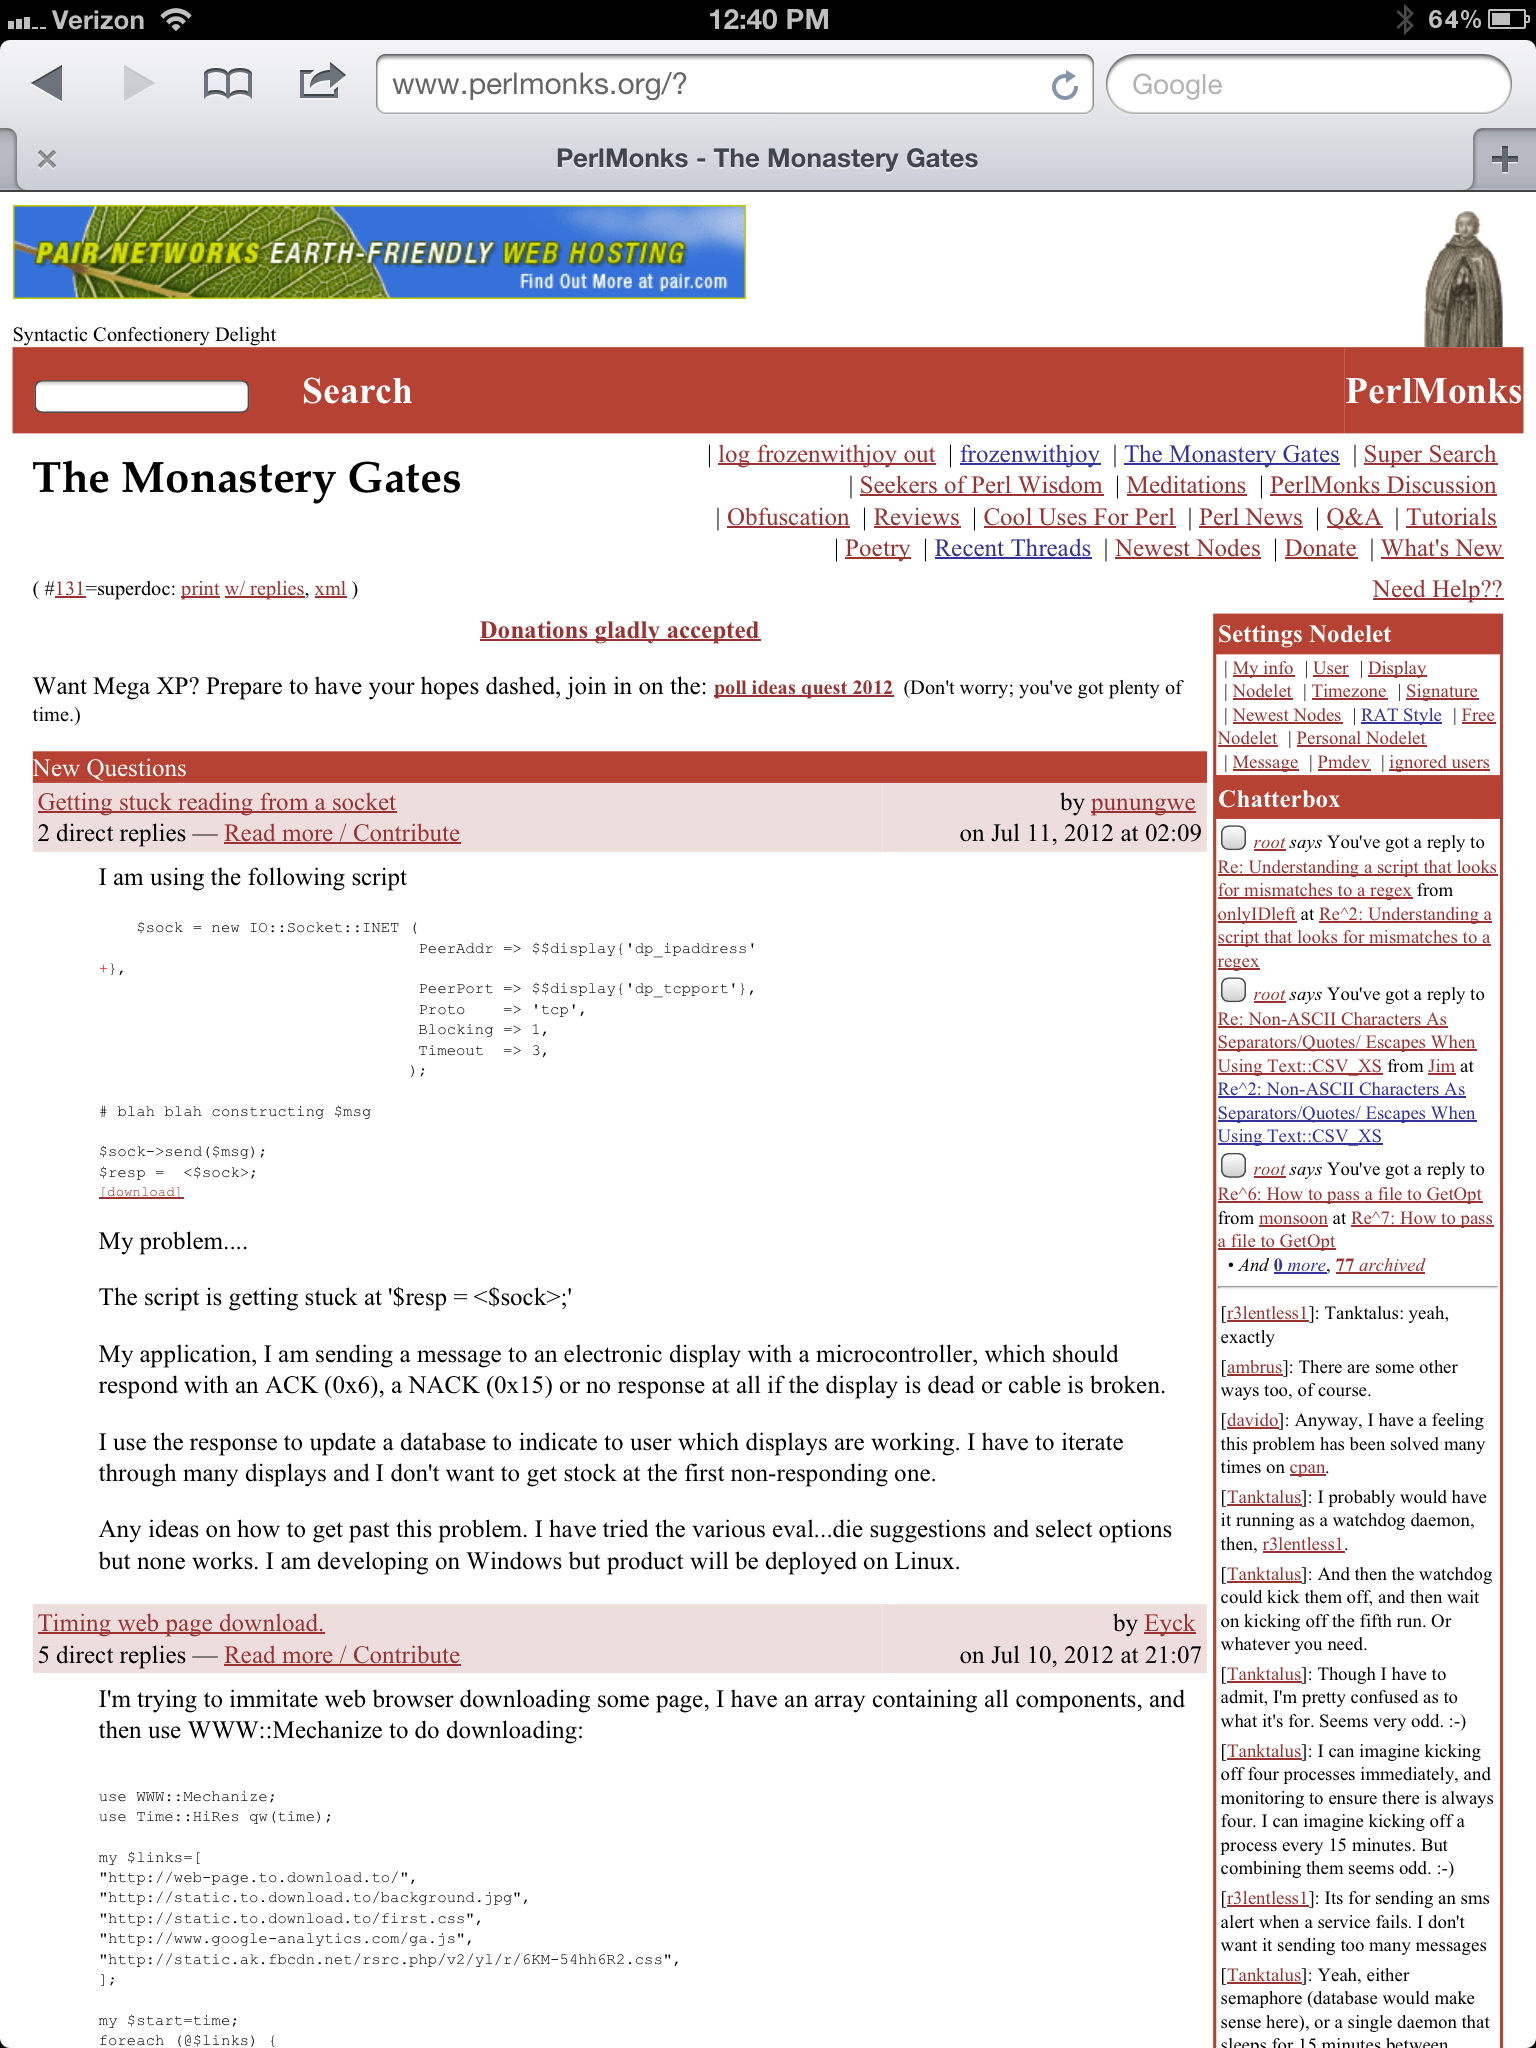 Verizon
12:40 PM
64%
www.perlmonks.org/?
Google
PerlMonks - The Monastery Gates
PAIR NETWORKS EARTH-FRIENDLY WEB HOSTING
Find Out More at pair.com
Syntactic Confectionery Delight
Search
PerlMonks
The Monastery Gates
| log frozenwithjoy out | frozenwithjoy | The Monastery Gates | Super Search
| Seekers of Perl Wisdom | Meditations | PerlMonks Discussion
| Obfuscation | Reviews | Cool Uses For Perl | Perl News | Q&A | Tutorials
| Poetry | Recent Threads | Newest Nodes | Donate | What's New
( #131=superdoc: print w/ replies, xml )
Need Help??
Donations gladly accepted
Want Mega XP? Prepare to have your hopes dashed, join in on the: poll ideas quest 2012 (Don't worry; you've got plenty of
time.)
New Questions
Getting stuck reading from a socket
by punungwe
2 direct replies — Read more / Contribute
on Jul 11, 2012 at 02:09
I am using the following script
$sock = new IO::Socket::INET (
PeerAddr => $$display{'dp_ipaddress'
+},
PeerPort => $$display{'dp_tcpport'},
Proto    => 'tcp',
Blocking => 1,
Timeout  => 3,
);
# blah blah constructing $msg
$sock->send($msg);
$resp =  <$sock>;
[download]
My problem....
The script is getting stuck at '$resp = <$sock>;'
My application, I am sending a message to an electronic display with a microcontroller, which should
respond with an ACK (0x6), a NACK (0x15) or no response at all if the display is dead or cable is broken.
I use the response to update a database to indicate to user which displays are working. I have to iterate
through many displays and I don't want to get stock at the first non-responding one.
Any ideas on how to get past this problem. I have tried the various eval...die suggestions and select options
but none works. I am developing on Windows but product will be deployed on Linux.
Timing web page download.
by Eyck
5 direct replies — Read more / Contribute
on Jul 10, 2012 at 21:07
I'm trying to immitate web browser downloading some page, I have an array containing all components, and
then use WWW::Mechanize to do downloading:
use WWW::Mechanize;
use Time::HiRes qw(time);
my $links=[
"http://web-page.to.download.to/",
"http://static.to.download.to/background.jpg",
"http://static.to.download.to/first.css",
"http://www.google-analytics.com/ga.js",
"http://static.ak.fbcdn.net/rsrc.php/v2/yl/r/6KM-54hh6R2.css",
];
my $start=time;
foreach (@$links) {
Settings Nodelet
| My info | User | Display
| Nodelet | Timezone | Signature
| Newest Nodes | RAT Style | Free
Nodelet | Personal Nodelet
| Message | Pmdev | ignored users
Chatterbox
root says You've got a reply to
Re: Understanding a script that looks
for mismatches to a regex from
onlyIDleft at Re^2: Understanding a
script that looks for mismatches to a
regex
root says You've got a reply to
Re: Non-ASCII Characters As
Separators/Quotes/ Escapes When
Using Text::CSV_XS from Jim at
Re^2: Non-ASCII Characters As
Separators/Quotes/ Escapes When
Using Text::CSV_XS
root says You've got a reply to
Re^6: How to pass a file to GetOpt
from monsoon at Re^7: How to pass
a file to GetOpt
• And 0 more, 77 archived
[r3lentless1]: Tanktalus: yeah,
exactly
[ambrus]: There are some other
ways too, of course.
[davido]: Anyway, I have a feeling
this problem has been solved many
times on cpan.
[Tanktalus]: I probably would have
it running as a watchdog daemon,
then, r3lentless1.
[Tanktalus]: And then the watchdog
could kick them off, and then wait
on kicking off the fifth run. Or
whatever you need.
[Tanktalus]: Though I have to
admit, I'm pretty confused as to
what it's for. Seems very odd. :-)
[Tanktalus]: I can imagine kicking
off four processes immediately, and
monitoring to ensure there is always
four. I can imagine kicking off a
process every 15 minutes. But
combining them seems odd. :-)
[r3lentless1]: Its for sending an sms
alert when a service fails. I don't
want it sending too many messages
[Tanktalus]: Yeah, either
semaphore (database would make
sense here), or a single daemon that
sleeps for 15 minutes between